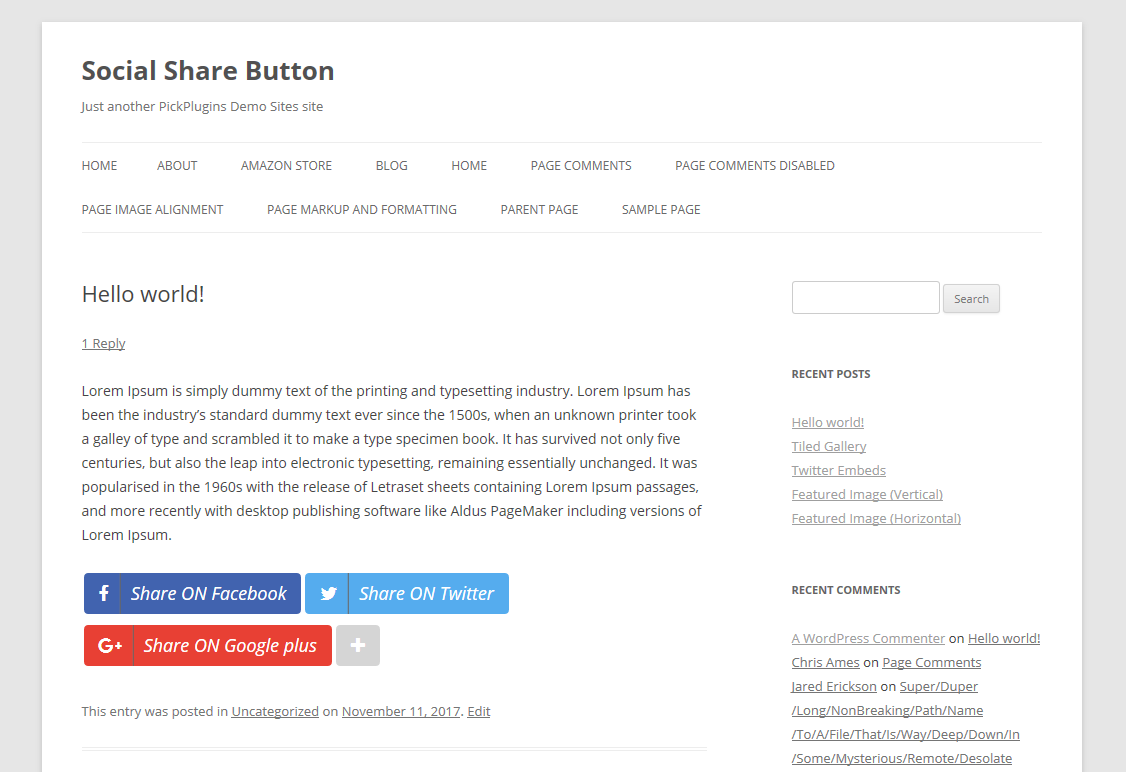 Social Share Button
Just another PickPlugins Demo Sites site
HOME ABOUT AMAZON STORE BLOG HOME PAGE COMMENTS PAGE COMMENTS DISABLED
PAGE IMAGE ALIGNMENT PAGE MARKUP AND FORMATTING PARENT PAGE SAMPLE PAGE
Hello world!
1 Reply
Lorem Ipsum is simply dummy text of the printing and typesetting industry. Lorem Ipsum has
been the industry’s standard dummy text ever since the 1500s, when an unknown printer took
a galley of type and scrambled it to make a type specimen book. It has survived not only five
centuries, but also the leap into electronic typesetting, remaining essentially unchanged. It was
popularised in the 1960s with the release of Letraset sheets containing Lorem Ipsum passages,
and more recently with desktop publishing software like Aldus PageMaker including versions of
Lorem Ipsum.
Share ON Facebook
Share ON Twitter
G+ Share ON Google plus
This entry was posted in Uncategorized on November 11, 2017. Edit
Search
RECENT POSTS
Hello world!
Tiled Gallery
Twitter Embeds
Featured Image (Vertical)
Featured Image (Horizontal)
RECENT COMMENTS
A WordPress Commenter on Hello world!
Chris Ames on Page Comments
Jared Erickson on Super/Duper
/Long/NonBreaking/Path/Name
/To/A/File/That/Is/Way/Deep/Down/In
/Some/Mysterious/Remote/Desolate